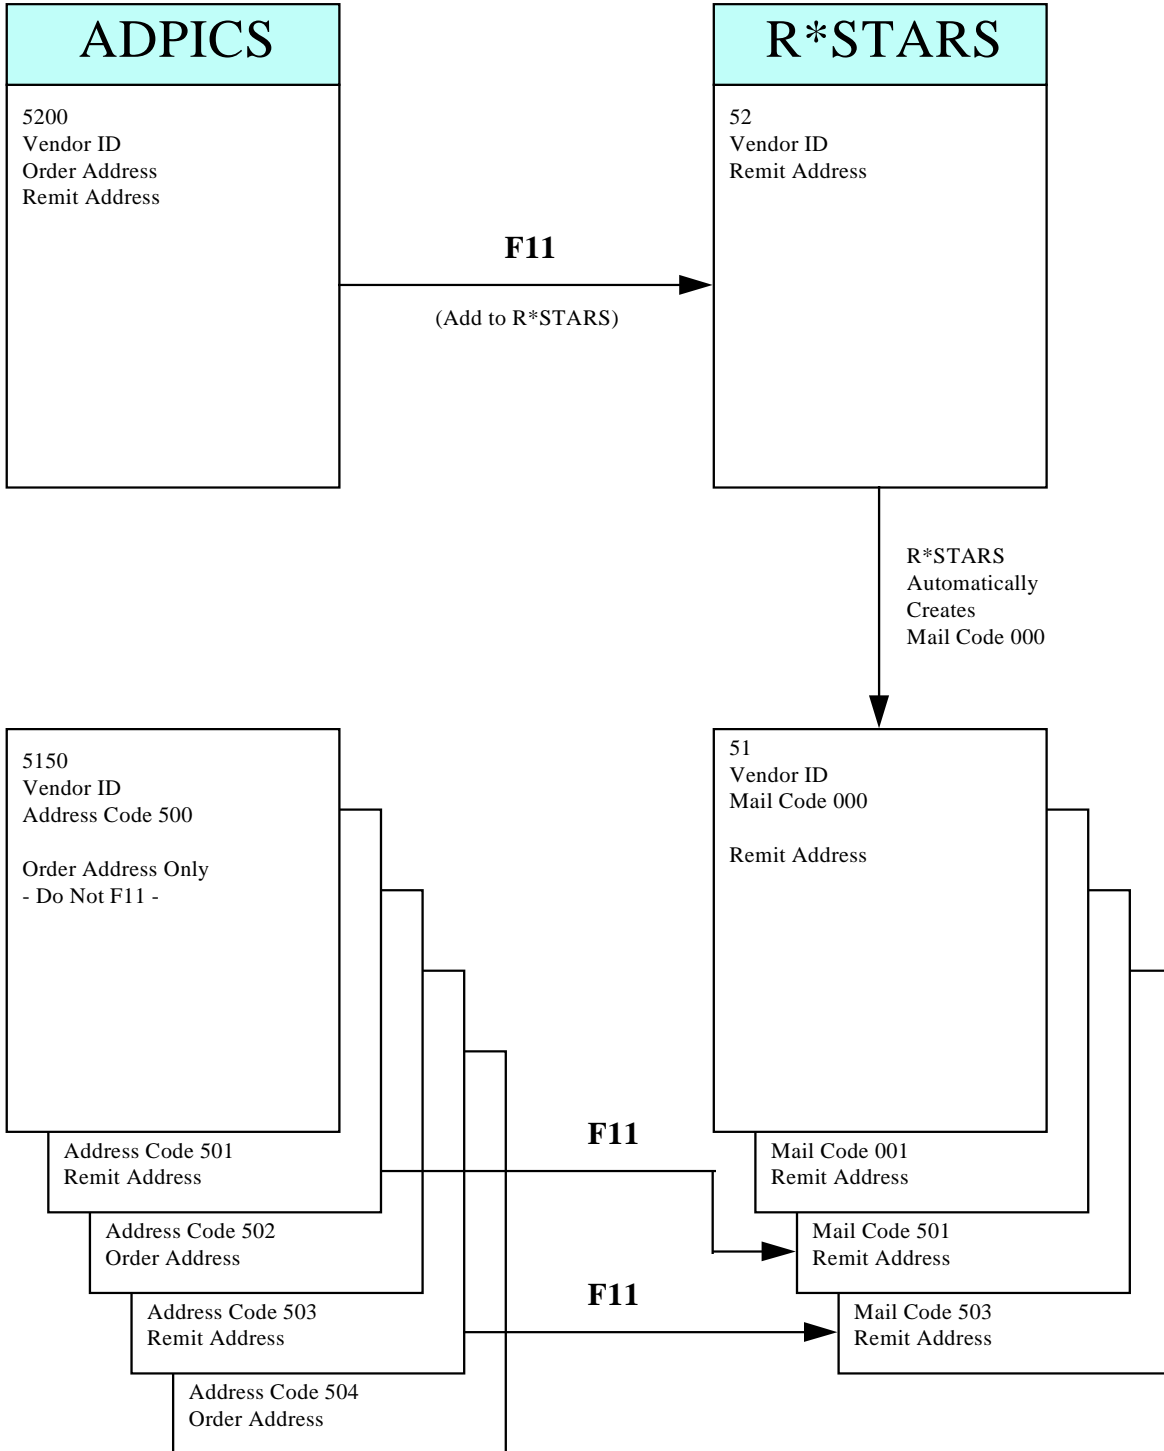 ADPICS
R*STARS
5200
Vendor ID
Order Address
Remit Address
52
Vendor ID
Remit Address
F11
(Add to R*STARS)
R*STARS
Automatically
Creates
Mail Code 000
5150
Vendor ID
Address Code 500
Order Address Only
- Do Not F11 -
51
Vendor ID
Mail Code 000
Remit Address
Address Code 501
Remit Address
F11
Mail Code 001
Remit Address
Address Code 502
Order Address
Mail Code 501
Remit Address
Address Code 503
Remit Address
F11
Mail Code 503
Remit Address
Address Code 504
Order Address